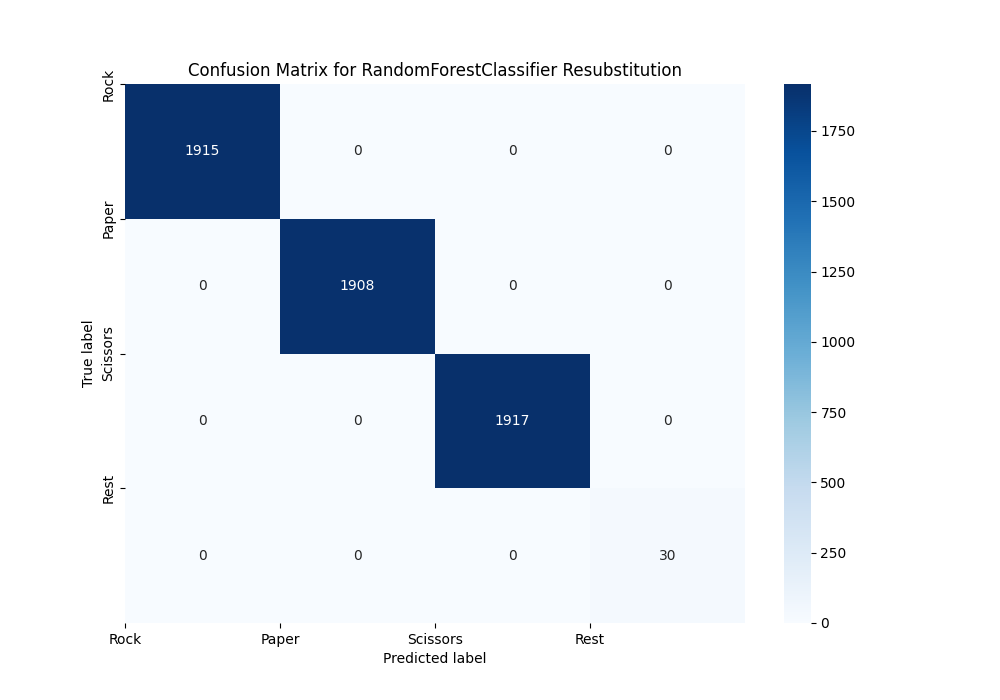 Confusion Matrix for RandomForestClassifier Resubstitution
Rock
1915 0 0 0
Paper
0 1908 0 0
Scissors
0 0 1917 0
Rest
0 0 0 30
True label
Rock Paper Scissors Rest
Predicted label
1750
1500
1250
1000
750
500
250
0